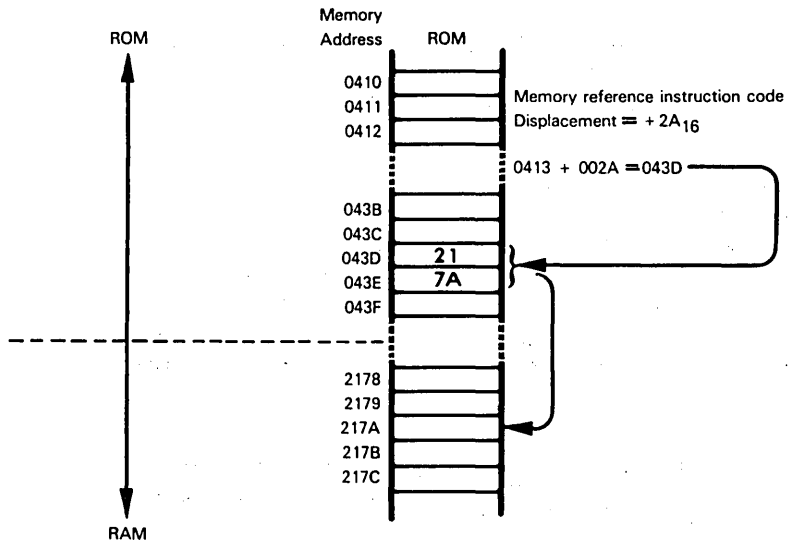 Memory
ROM
Address ROM
0410
0411
Memory reference instruction code
0412
Displacement = + 2A16
0413 + 002A = 043D
043B
043C
043D 21
043E 7A
043F
2178
2179
217A
217B
217C
RAM